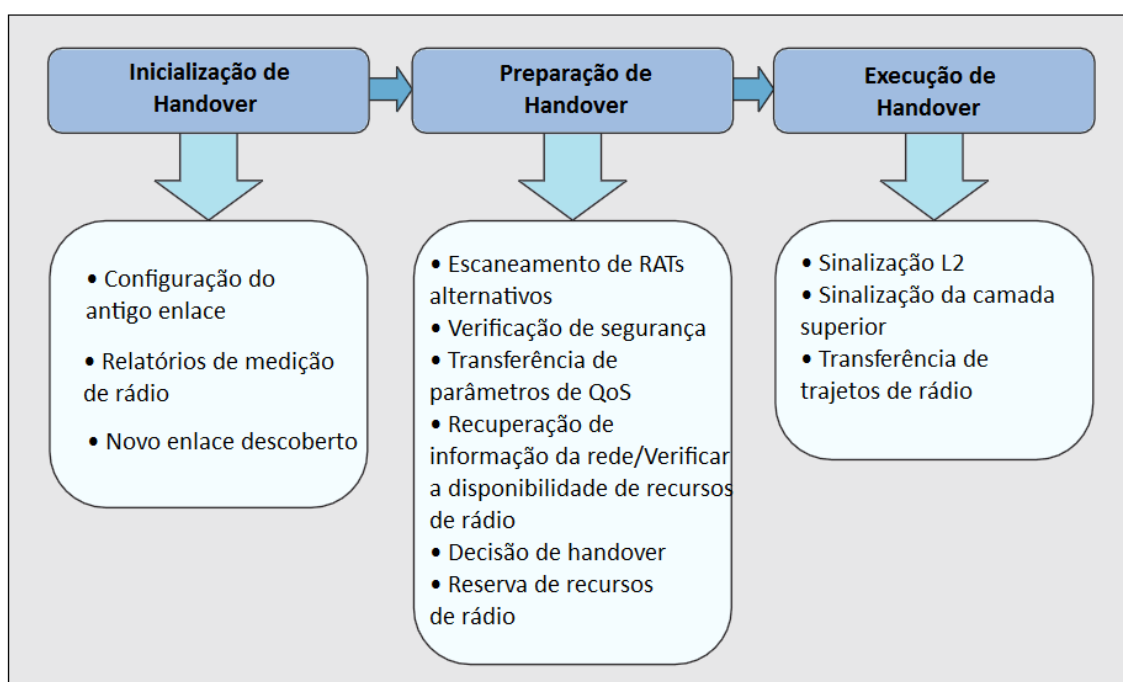 Inicialização de
Handover
Preparação de
Handover
Execução de
Handover
• Configuração do
antigo enlace
• Relatórios de medição
de rádio
• Novo enlace descoberto
• Escaneamento de RATs
alternativos
• Verificação de segurança
• Transferência de
parâmetros de QoS
• Recuperação de
informação da rede/Verificar
a disponibilidade de recursos
de rádio
• Decisão de handover
• Reserva de recursos
de rádio
• Sinalização L2
• Sinalização da camada
superior
• Transferência de
trajetos de rádio